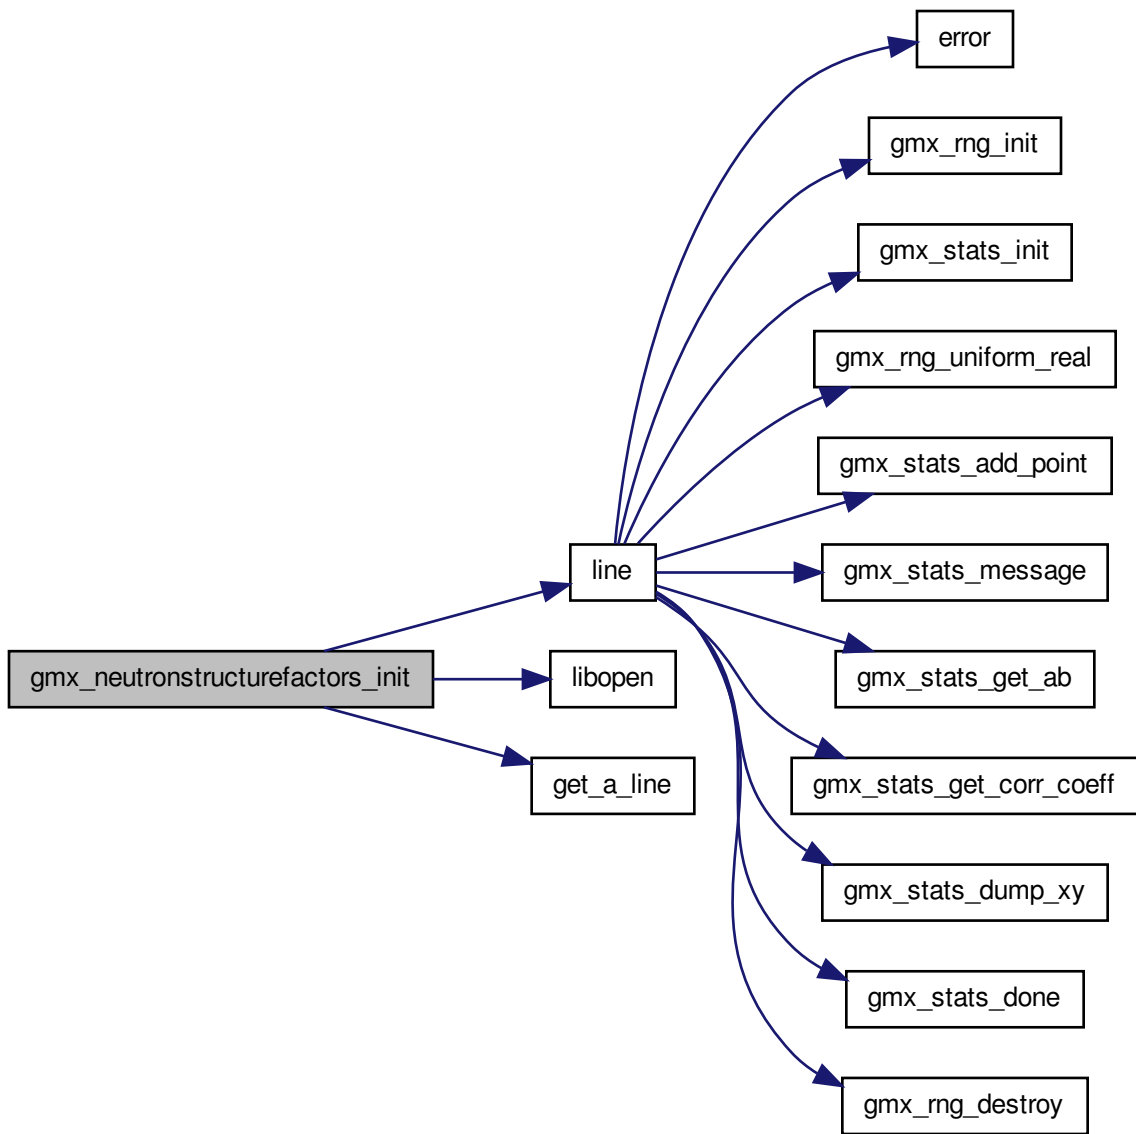 error
gmx_rng_init
gmx_stats_init
gmx_rng_uniform_real
gmx_stats_add_point
line
gmx_stats_message
gmx_neutronstructurefactors_init
libopen
gmx_stats_get_ab
get_a_line
gmx_stats_get_corr_coeff
gmx_stats_dump_xy
gmx_stats_done
gmx_rng_destroy